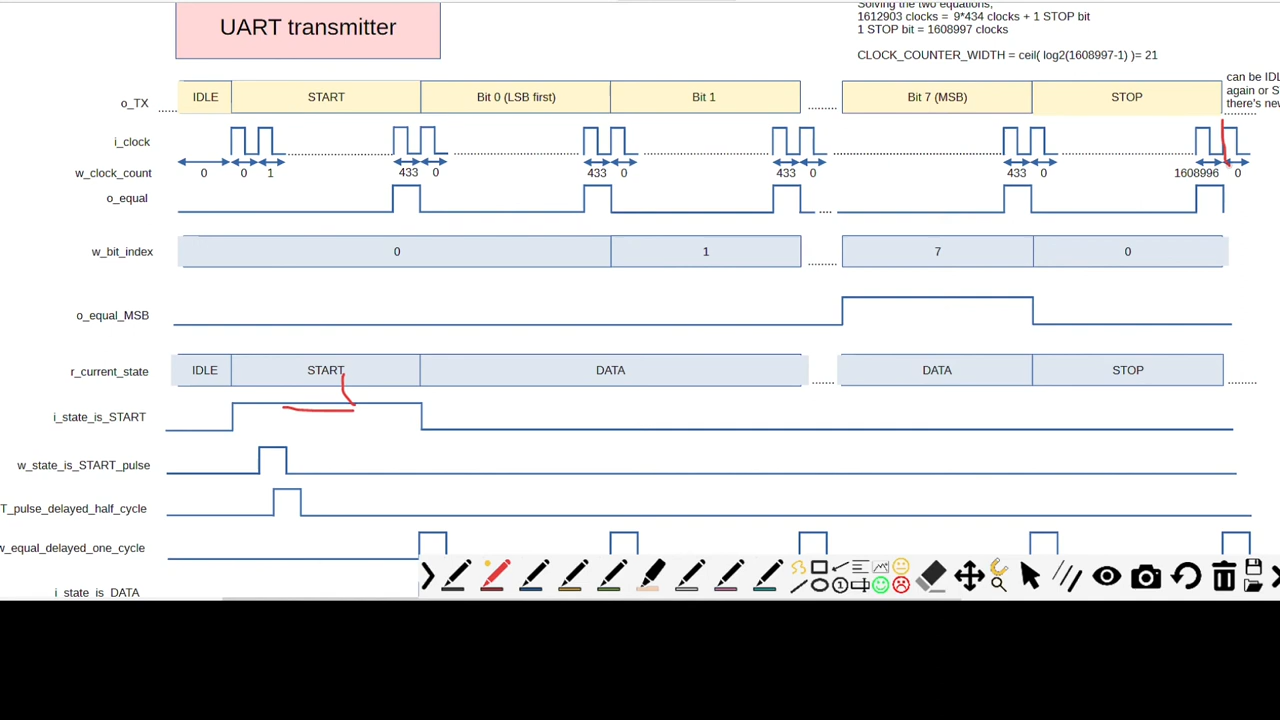 UART transmitter
Solving the two equations,
1612903 clocks = 9*434 clocks + 1 STOP bit
1 STOP bit = 1608997 clocks
CLOCK_COUNTER_WIDTH = ceil( log2(1608997-1) )= 21
can be IDL
again or S
there's new
o_TX IDLE START Bit 0 (LSB first) Bit 1 Bit 7 (MSB) STOP
i_clock
w_clock_count 0 0 1 433 0 433 0 433 0 433 0 1608996 0
o_equal
w_bit_index 0 1 7 0
o_equal_MSB
r_current_state IDLE START DATA DATA STOP
i_state_is_START
w_state_is_START_pulse
T_pulse_delayed_half_cycle
w_equal_delayed_one_cycle
i_state_is_DATA